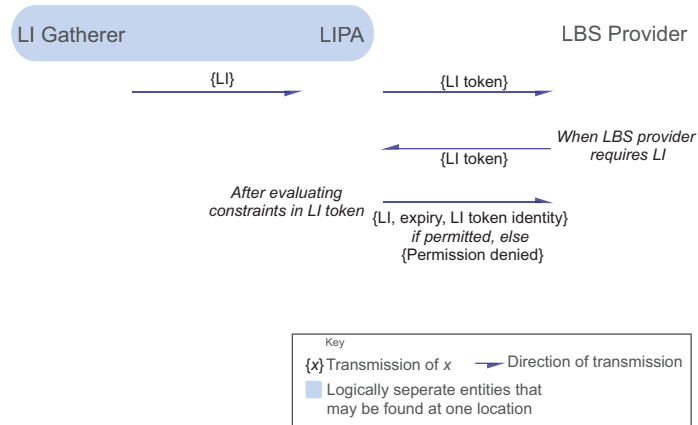 LI Gatherer LIPA LBS Provider
{LI} {LI token}
When LBS provider
requires LI
{LI token}
After evaluating
constraints in LI token
{LI, expiry, LI token identity}
if permitted, else
{Permission denied}
Key
{x} Transmission of x Direction of transmission
Logically seperate entities that
may be found at one location